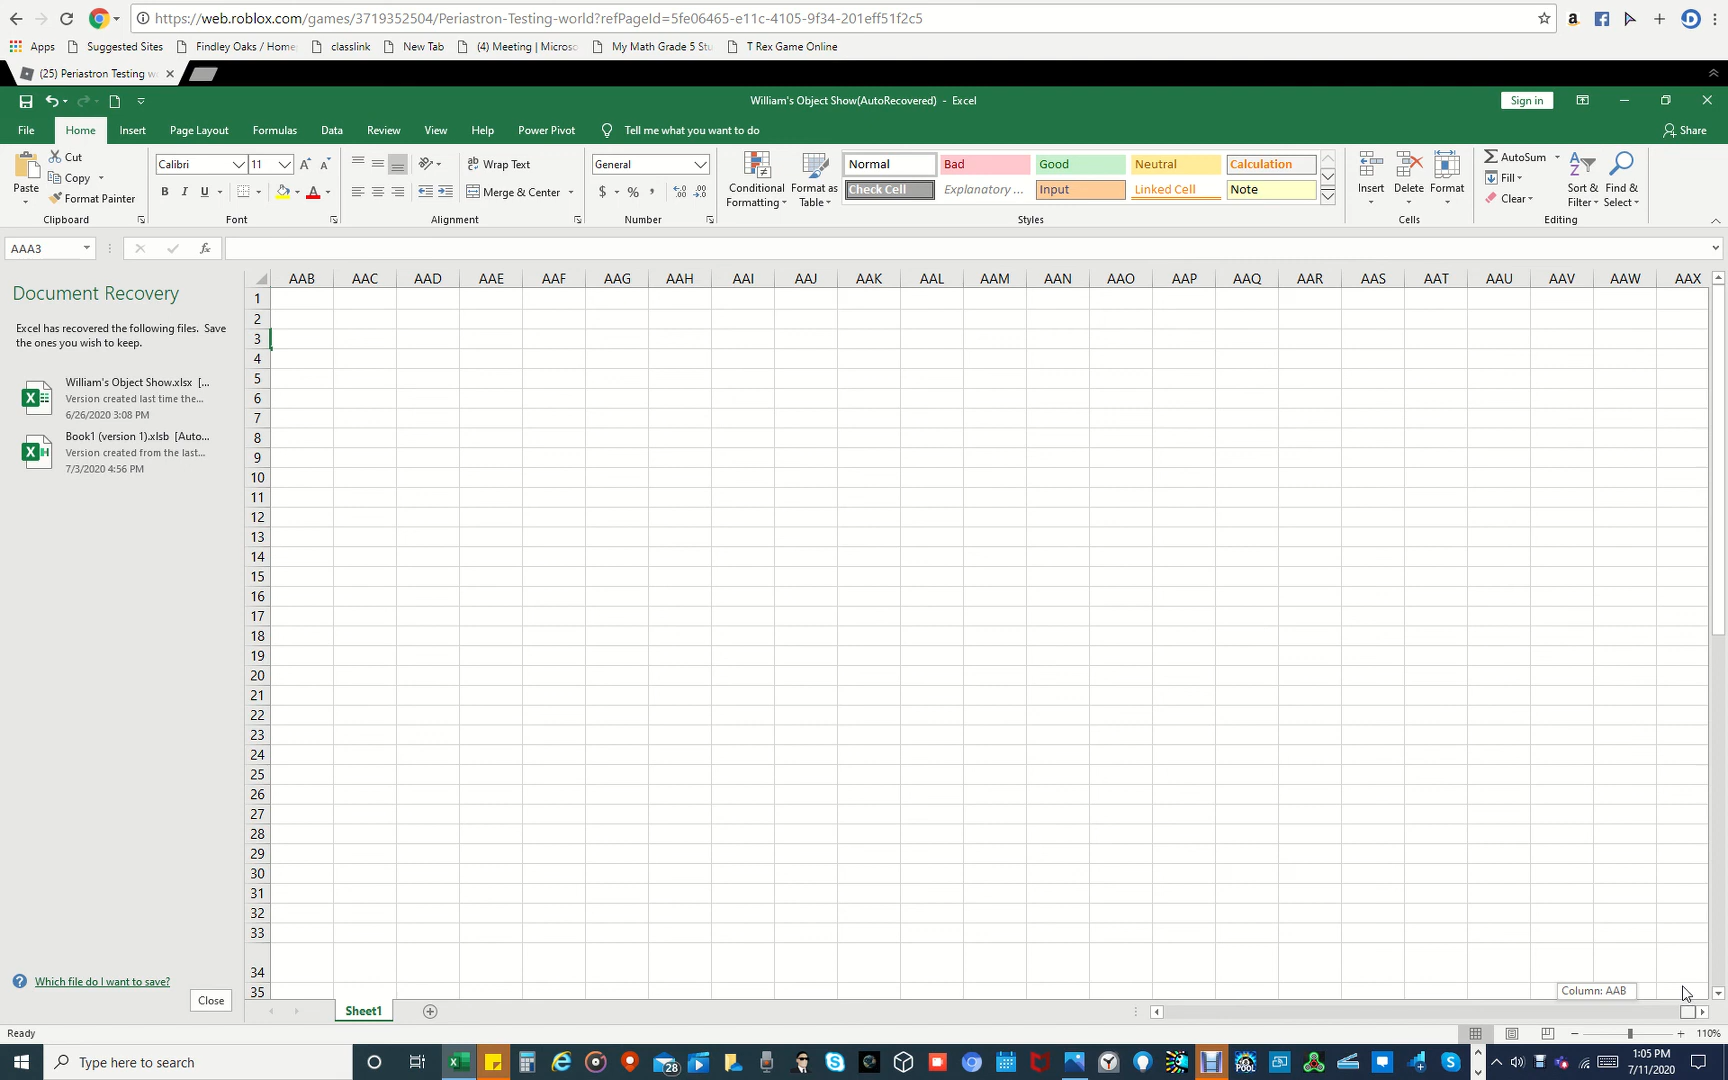 https://web.roblox.com/games/3719352504/Periastron-Testing-world?refPageId=5fe06465-e11c-4105-9f34-201eff51f2c5
Apps Suggested Sites Findley Oaks / Home classlink New Tab (4) Meeting | Microso My Math Grade 5 Stu T Rex Game Online
(25) Periastron Testing w
William's Object Show(AutoRecovered) - Excel Sign in
File Home Insert Page Layout Formulas Data Review View Help Power Pivot Tell me what you want to do Share
Paste Cut Copy Format Painter
Calibri 11 B I U
Wrap Text Merge & Center
General $ % ,
Conditional Formatting Format as Table
Normal Bad Good Neutral Calculation
Check Cell Explanatory ... Input Linked Cell Note
Insert Delete Format
AutoSum Fill Clear Sort & Filter Find & Select
Clipboard Font Alignment Number Styles Cells Editing
AAA3 fx
Document Recovery
Excel has recovered the following files. Save
the ones you wish to keep.
William's Object Show.xlsx [...
Version created last time the...
6/26/2020 3:08 PM
Book1 (version 1).xlsb [Auto...
Version created from the last...
7/3/2020 4:56 PM
Which file do I want to save?
Close
AAB AAC AAD AAE AAF AAG AAH AAI AAJ AAK AAL AAM AAN AAO AAP AAQ AAR AAS AAT AAU AAV AAW AAX
1
2
3
4
5
6
7
8
9
10
11
12
13
14
15
16
17
18
19
20
21
22
23
24
25
26
27
28
29
30
31
32
33
34
35
Column: AAB
Sheet1
Ready 110%
Type here to search
28
POOL
1:05 PM
7/11/2020